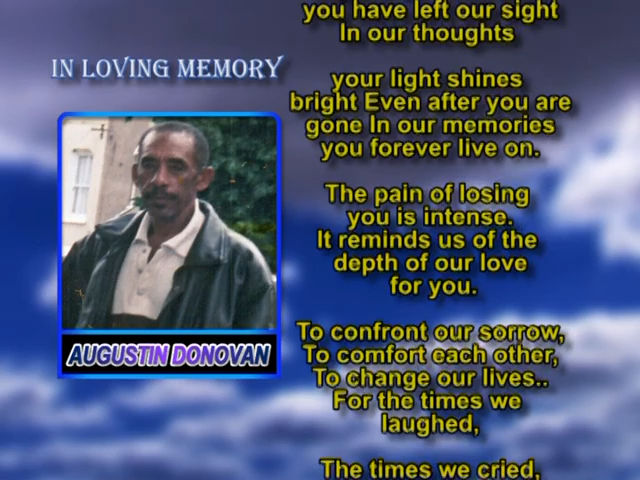 you have left our sight
In our thoughts
IN LOVING MEMORY
your light shines
bright Even after you are
gone In our memories
you forever live on.
The pain of losing
you is intense.
It reminds us of the
depth of our love
for you.
To confront our sorrow,
To comfort each other,
To change our lives..
For the times we
laughed,
The times we cried,
AUGUSTIN DONOVAN